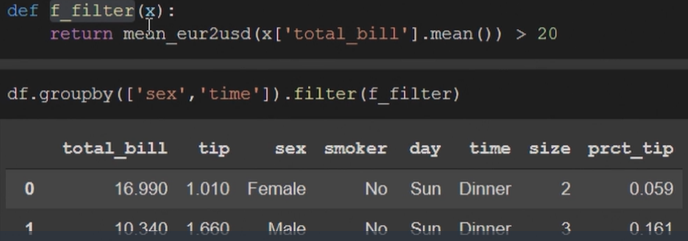 def f_filter(x):
return mean_eur2usd(x['total_bill'].mean()) > 20
df.groupby(['sex','time']).filter(f_filter)
total_bill tip sex smoker day time size prct_tip
0 16.990 1.010 Female No Sun Dinner 2 0.059
1 10.340 1.660 Male No Sun Dinner 3 0.161